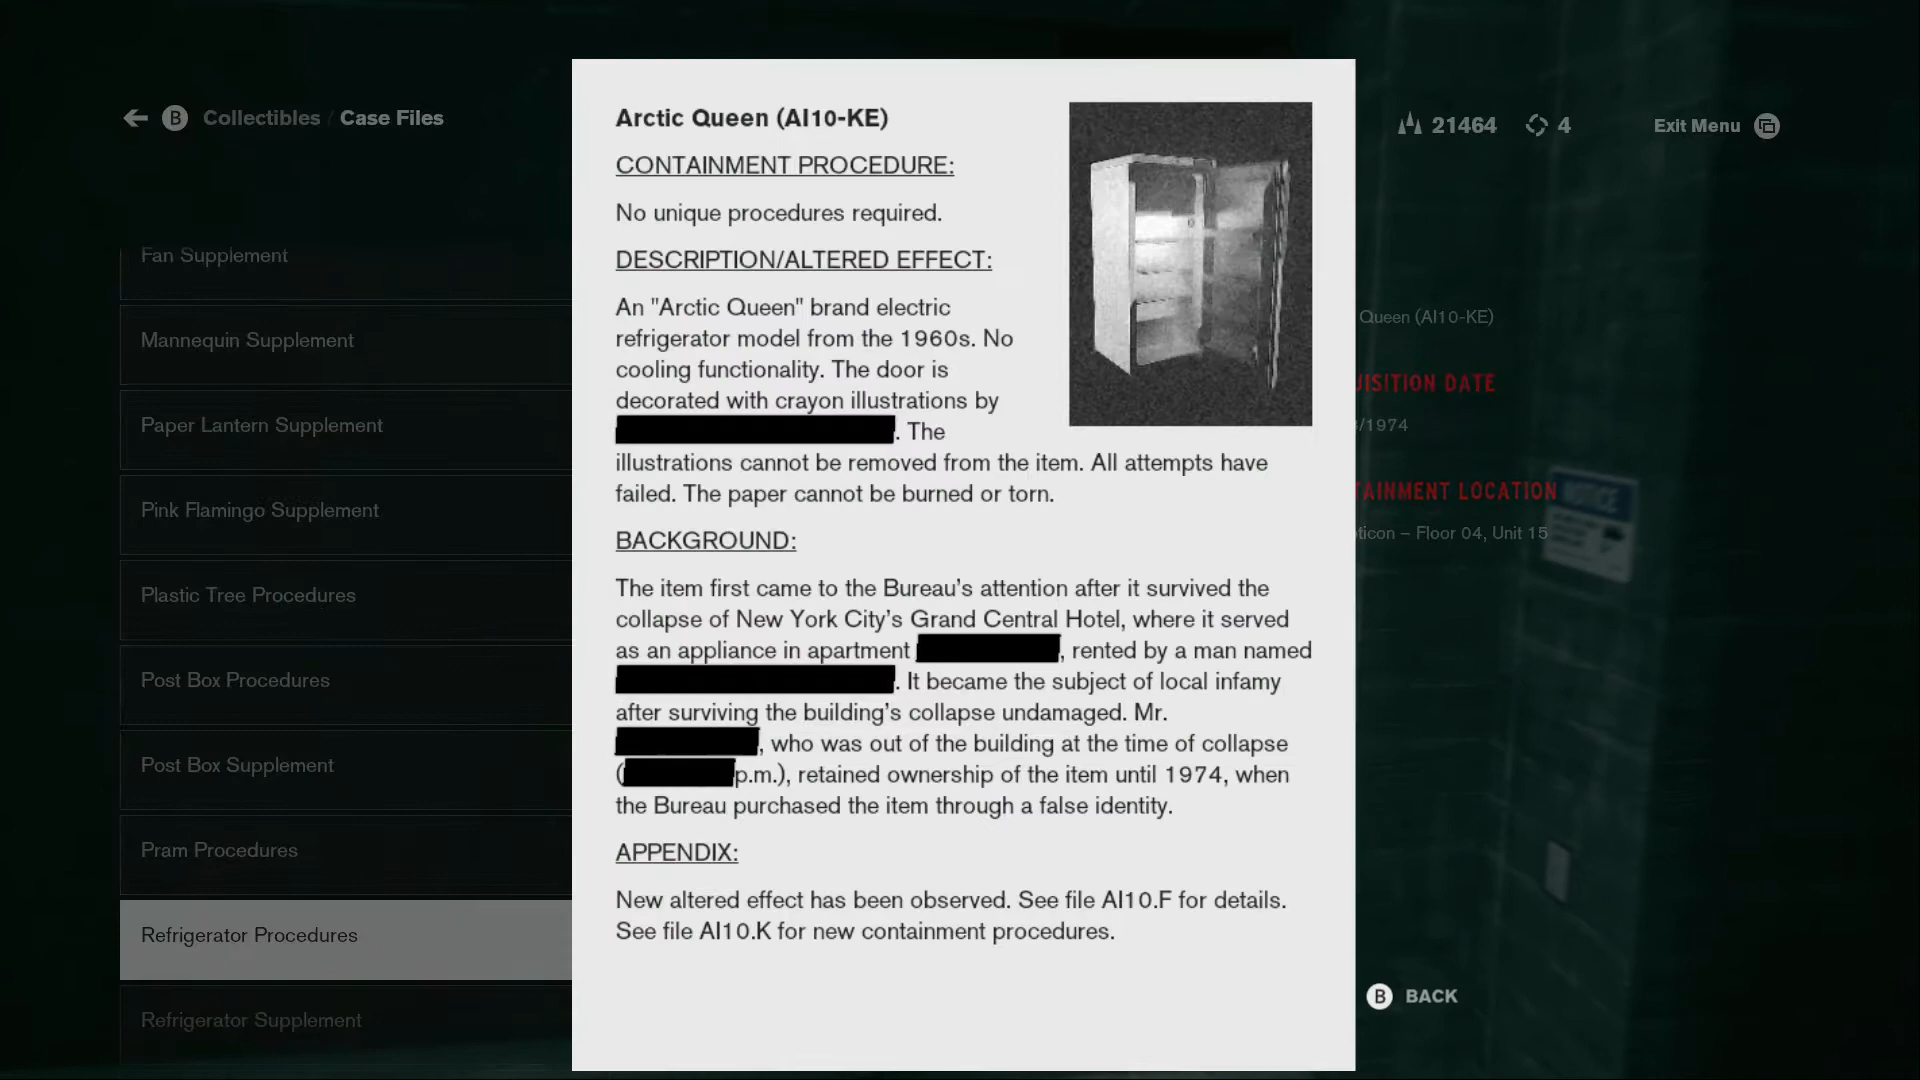 B Collectibles / Case Files
21464
4
Exit Menu
Fan Supplement
Mannequin Supplement
Paper Lantern Supplement
Pink Flamingo Supplement
Plastic Tree Procedures
Post Box Procedures
Post Box Supplement
Pram Procedures
Refrigerator Procedures
Refrigerator Supplement
Arctic Queen (AI10-KE)
CONTAINMENT PROCEDURE:
No unique procedures required.
DESCRIPTION/ALTERED EFFECT:
An "Arctic Queen" brand electric
refrigerator model from the 1960s. No
cooling functionality. The door is
decorated with crayon illustrations by
. The
illustrations cannot be removed from the item. All attempts have
failed. The paper cannot be burned or torn.
BACKGROUND:
The item first came to the Bureau’s attention after it survived the
collapse of New York City’s Grand Central Hotel, where it served
as an appliance in apartment , rented by a man named
. It became the subject of local infamy
after surviving the building’s collapse undamaged. Mr.
, who was out of the building at the time of collapse
( p.m.), retained ownership of the item until 1974, when
the Bureau purchased the item through a false identity.
APPENDIX:
New altered effect has been observed. See file AI10.F for details.
See file AI10.K for new containment procedures.
Queen (AI10-KE)
UISITION DATE
/1974
TAINMENT LOCATION
ticon – Floor 04, Unit 15
NOTICE
B BACK